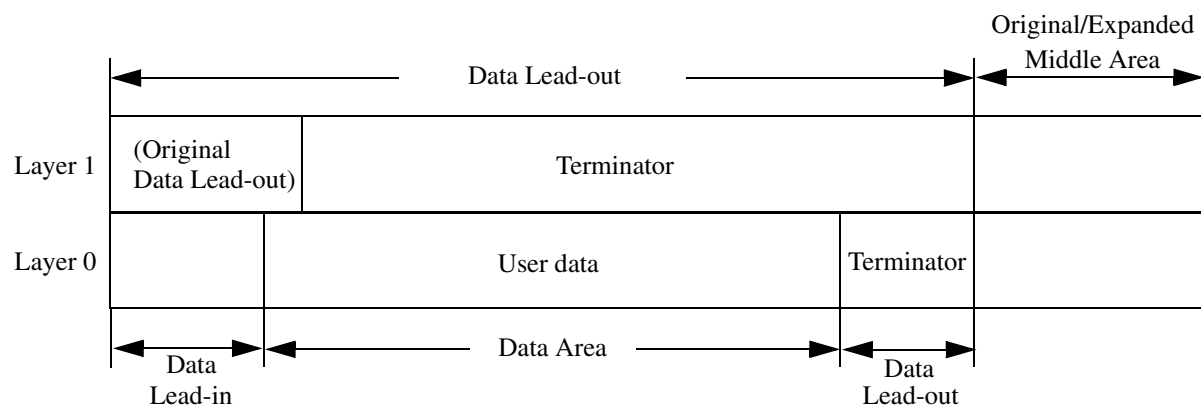 Original/Expanded
Middle Area
Data Lead-out
Layer 1
(Original
Data Lead-out)
Terminator
Layer 0
User data
Terminator
Data
Lead-in
Data Area
Data
Lead-out